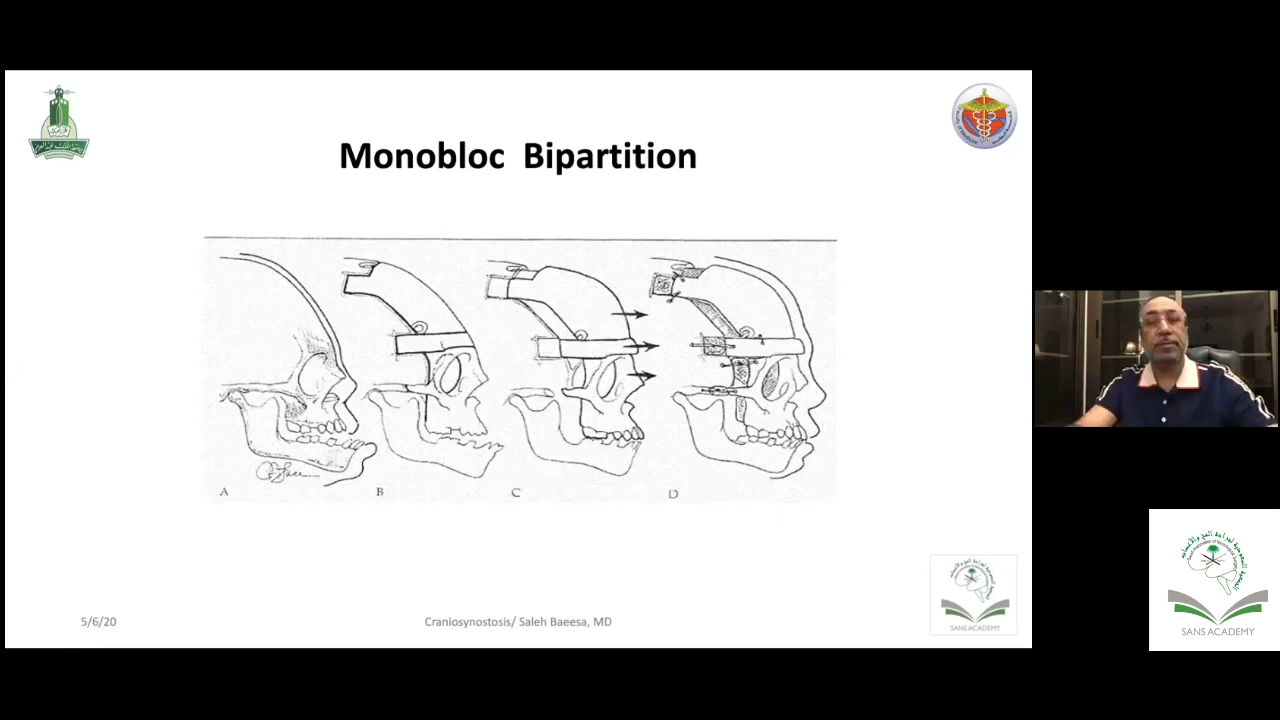 Monobloc Bipartition
A
B
C
D
5/6/20
Craniosynostosis/ Saleh Baeesa, MD
SANS ACADEMY
SANS ACADEMY